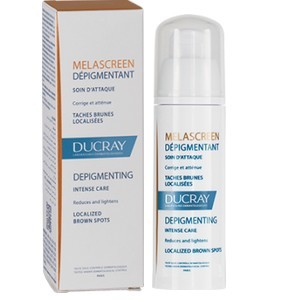 MELASCREEN
DÉPIGMENTANT
SOIN D'ATTAQUE
Corrige et atténue
TACHES BRUNES
LOCALISÉES
DUCRAY
DEPIGMENTING
INTENSE CARE
Reduces and lightens
LOCALIZED
BROWN SPOTS
MELASCREEN
DÉPIGMENTANT
SOIN D'ATTAQUE
Corrige et atténue
TACHES BRUNES
LOCALISÉES
DUCRAY
DEPIGMENTING
INTENSE CARE
Reduces and lightens
LOCALIZED
BROWN SPOTS